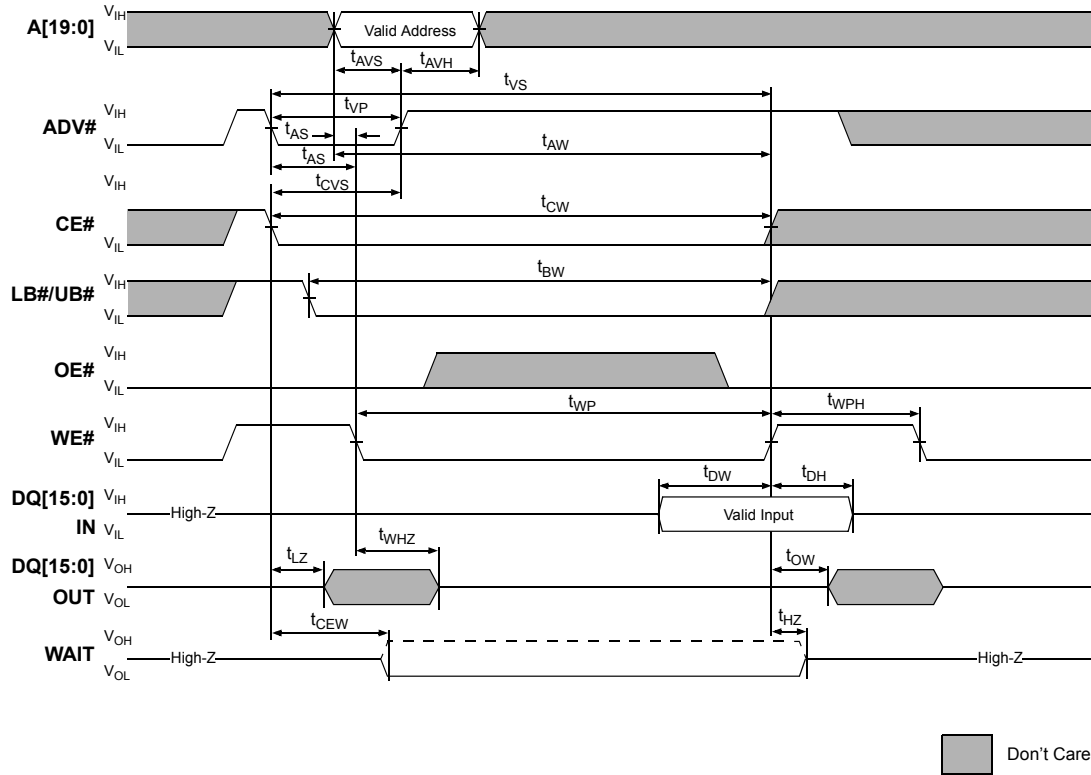 A[19:0] VIH
VIL
Valid Address
tAVS tAVH
tVS
ADV# VIH
VIL
tVP
tAS
tAW
tAS
tCVS
VIH
CE#
VIL
tCW
LB#/UB# VIH
VIL
tBW
OE# VIH
VIL
tWP tWPH
WE# VIH
VIL
tDW tDH
DQ[15:0] VIH
IN VIL
High-Z
Valid Input
tWHZ
DQ[15:0] VOH
OUT VOL
tLZ
tOW
tCEW
tHZ
WAIT VOH
VOL
High-Z
High-Z
Don't Care